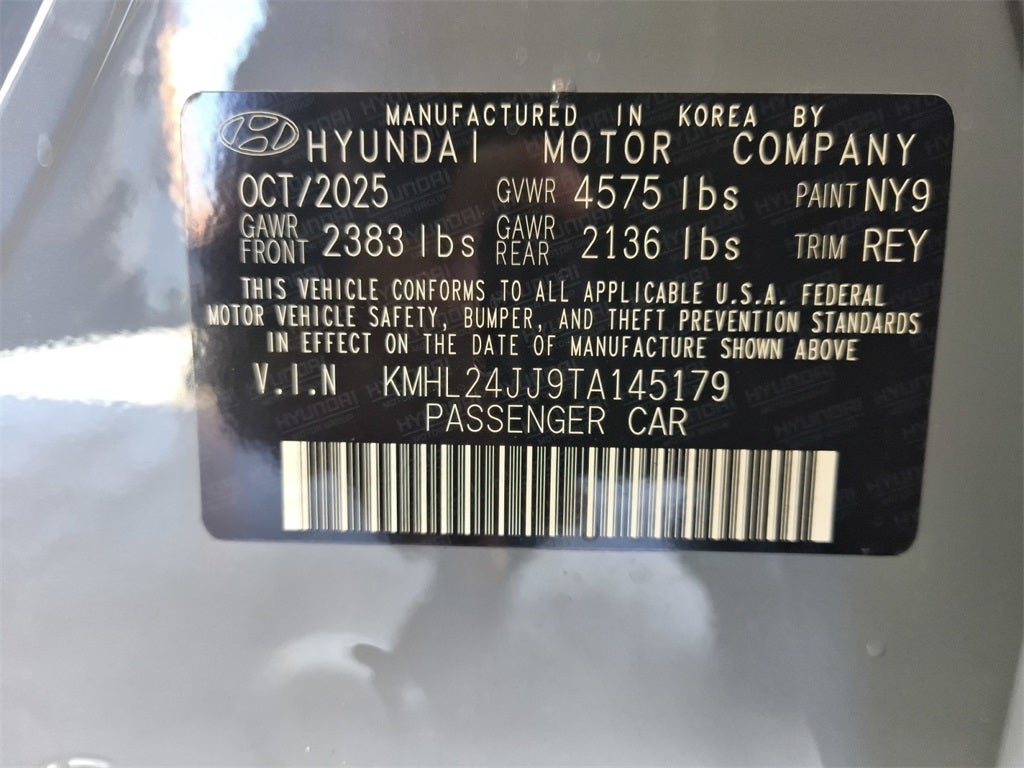 MANUFACTURED IN KOREA BY
HYUNDAI MOTOR COMPANY
OCT/2025 GVWR 4575 lbs PAINT NY9
GAWR FRONT 2383 lbs GAWR REAR 2136 lbs TRIM REY
THIS VEHICLE CONFORMS TO ALL APPLICABLE U.S.A. FEDERAL
MOTOR VEHICLE SAFETY, BUMPER, AND THEFT PREVENTION STANDARDS
IN EFFECT ON THE DATE OF MANUFACTURE SHOWN ABOVE
V.I.N KMHL24JJ9TA145179
PASSENGER CAR